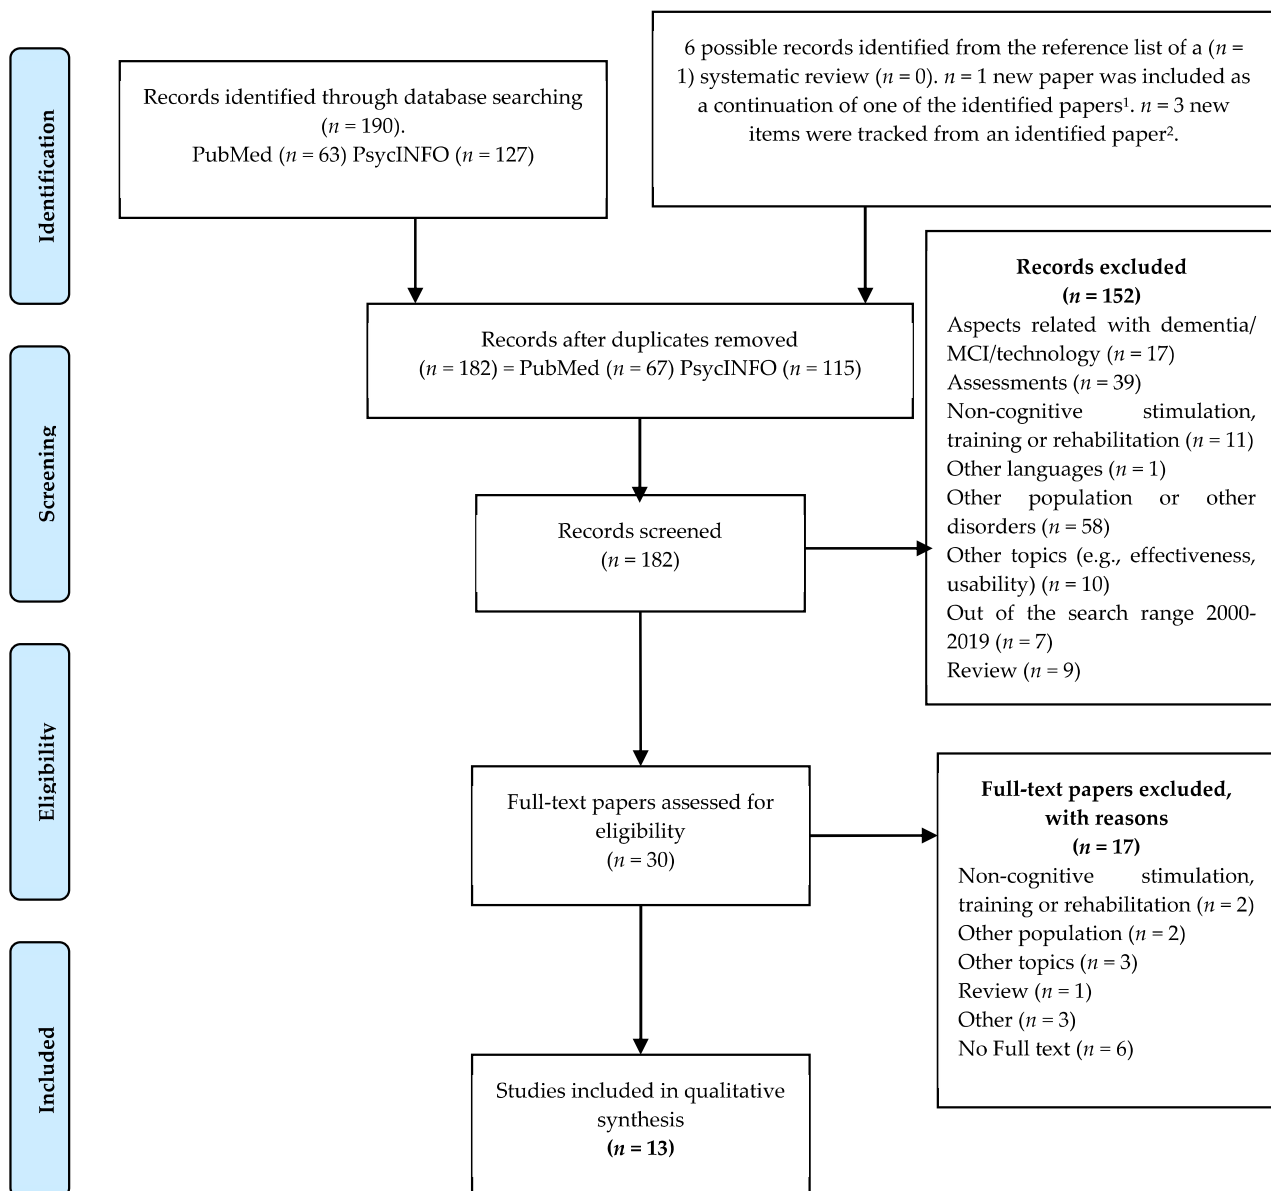 Identification
Records identified through database searching
(n = 190).
PubMed (n = 63) PsycINFO (n = 127)
6 possible records identified from the reference list of a (n =
1) systematic review (n = 0). n = 1 new paper was included as
a continuation of one of the identified papers¹. n = 3 new
items were tracked from an identified paper².
Records after duplicates removed
(n = 182) = PubMed (n = 67) PsycINFO (n = 115)
Screening
Records screened
(n = 182)
Records excluded
(n = 152)
Aspects related with dementia/
MCI/technology (n = 17)
Assessments (n = 39)
Non-cognitive stimulation,
training or rehabilitation (n = 11)
Other languages (n = 1)
Other population or other
disorders (n = 58)
Other topics (e.g., effectiveness,
usability) (n = 10)
Out of the search range 2000-
2019 (n = 7)
Review (n = 9)
Eligibility
Full-text papers assessed for
eligibility
(n = 30)
Full-text papers excluded,
with reasons
(n = 17)
Non-cognitive stimulation,
training or rehabilitation (n = 2)
Other population (n = 2)
Other topics (n = 3)
Review (n = 1)
Other (n = 3)
No Full text (n = 6)
Included
Studies included in qualitative
synthesis
(n = 13)